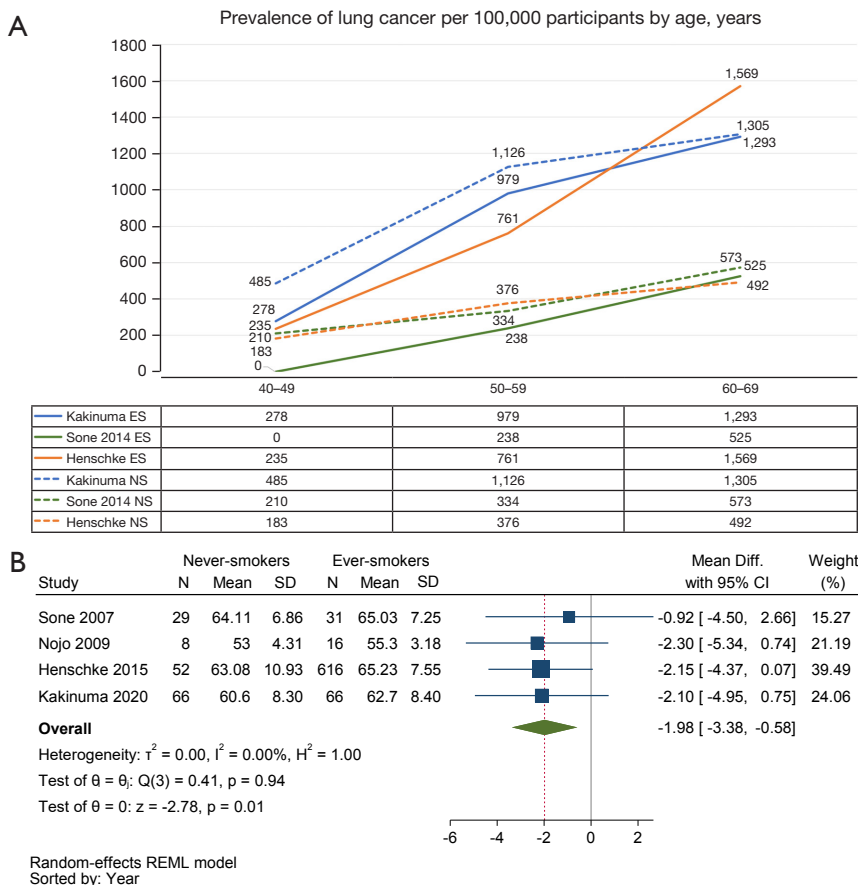 A
Prevalence of lung cancer per 100,000 participants by age, years
1800
1600
1400
1200
1000
800
600
400
200
0
485
278
235
210
183
0
1,126
979
761
376
334
238
1,569
1,305
1,293
573
525
492
40–49 50–59 60–69
Kakinuma ES 278 979 1,293
Sone 2014 ES 0 238 525
Henschke ES 235 761 1,569
Kakinuma NS 485 1,126 1,305
Sone 2014 NS 210 334 573
Henschke NS 183 376 492
B
Never-smokers Ever-smokers Mean Diff. Weight
Study N Mean SD N Mean SD with 95% CI (%)
Sone 2007 29 64.11 6.86 31 65.03 7.25 -0.92 [ -4.50, 2.66] 15.27
Nojo 2009 8 53 4.31 16 55.3 3.18 -2.30 [ -5.34, 0.74] 21.19
Henschke 2015 52 63.08 10.93 616 65.23 7.55 -2.15 [ -4.37, 0.07] 39.49
Kakinuma 2020 66 60.6 8.30 66 62.7 8.40 -2.10 [ -4.95, 0.75] 24.06
Overall -1.98 [ -3.38, -0.58]
Heterogeneity: τ² = 0.00, I² = 0.00%, H² = 1.00
Test of θᵢ = θⱼ: Q(3) = 0.41, p = 0.94
Test of θ = 0: z = -2.78, p = 0.01
-6 -4 -2 0 2
Random-effects REML model
Sorted by: Year